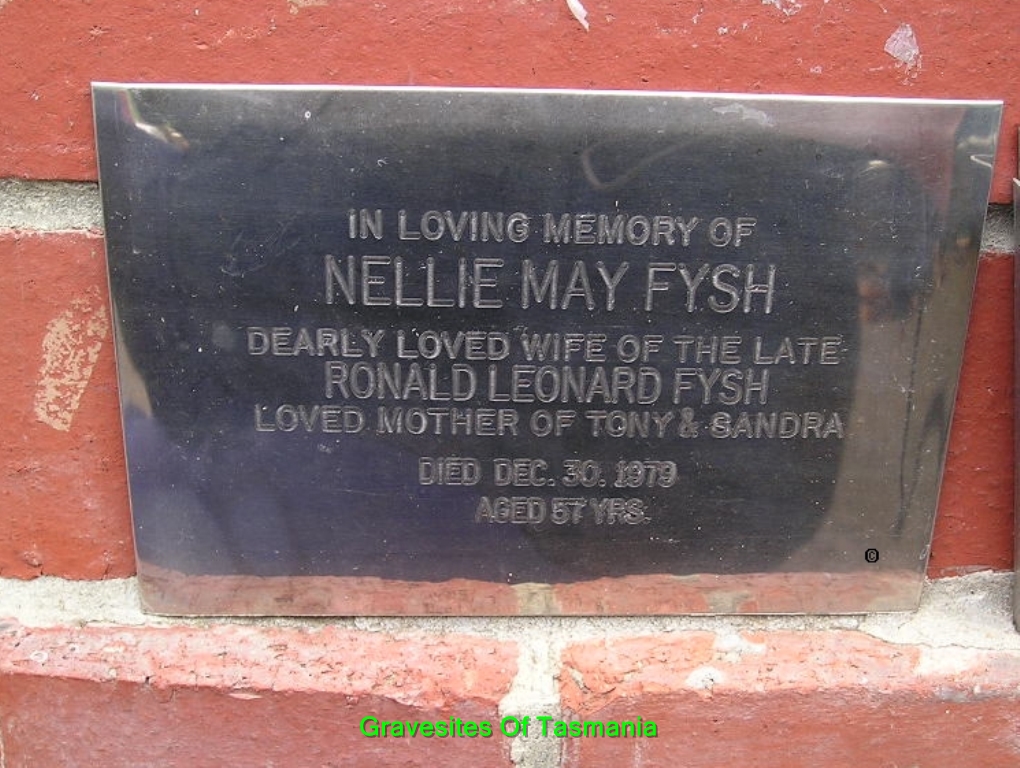 IN LOVING MEMORY OF
NELLIE MAY FYSH
DEARLY LOVED WIFE OF THE LATE
RONALD LEONARD FYSH
LOVED MOTHER OF TONY & SANDRA
DIED DEC. 30. 1979
AGED 57 YRS.
©
Gravesites Of Tasmania